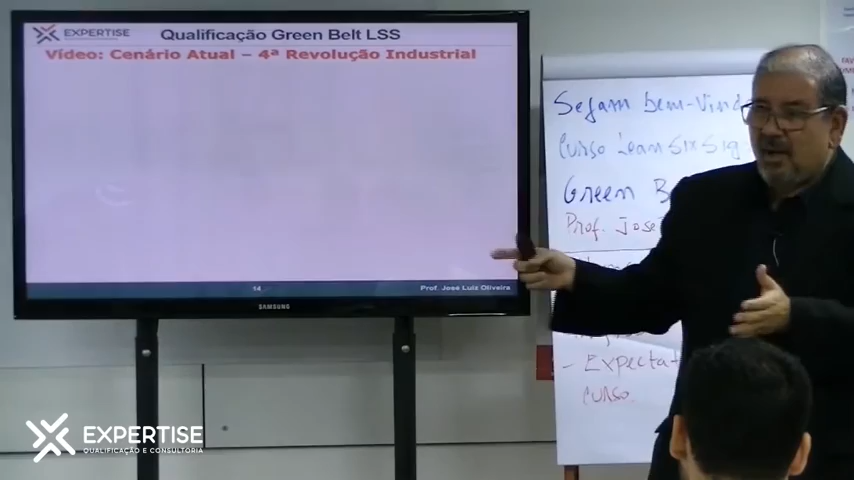 EXPERTISE
Qualificação Green Belt LSS
Vídeo: Cenário Atual – 4ª Revolução Industrial
14
Prof. José Luiz Oliveira
SAMSUNG
Sejam bem-vind
Curso Lean Six Sig
Green B
Prof. José
- Expectat
curso.
EXPERTISE
QUALIFICAÇÃO E CONSULTORIA